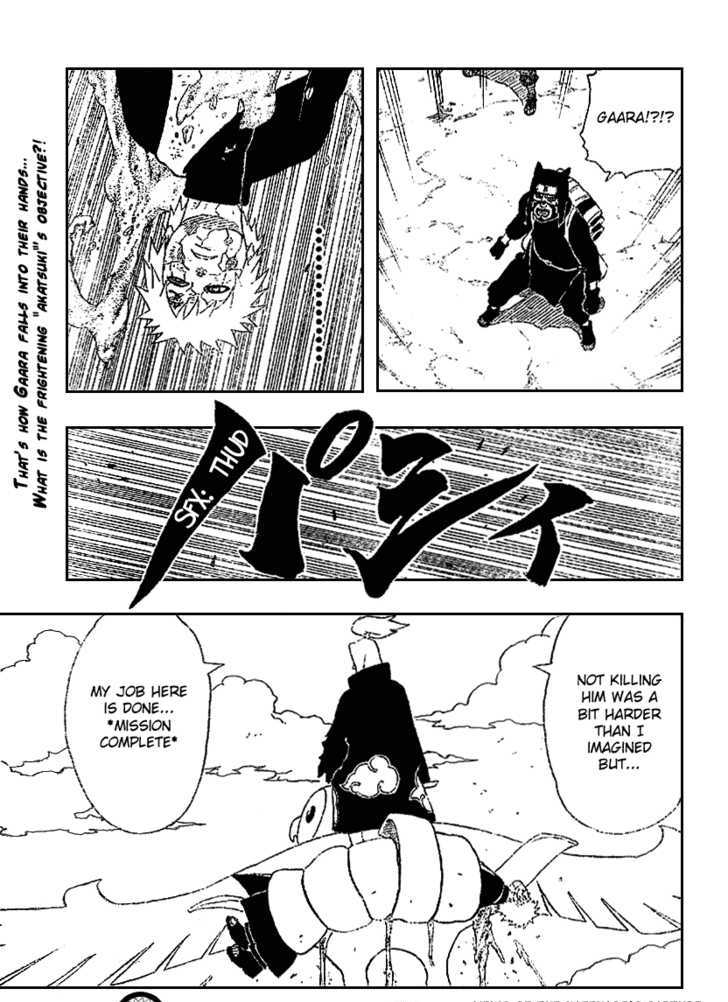 GAARA!?!?
..............
THAT'S HOW GAARA FALLS INTO THEIR HANDS...
WHAT IS THE FRIGHTENING "AKATSUKI"'S OBJECTIVE?!
SFX: THUD
パシィ
NOT KILLING
HIM WAS A
BIT HARDER
THAN I
IMAGINED
BUT...
MY JOB HERE
IS DONE...
*MISSION
COMPLETE*